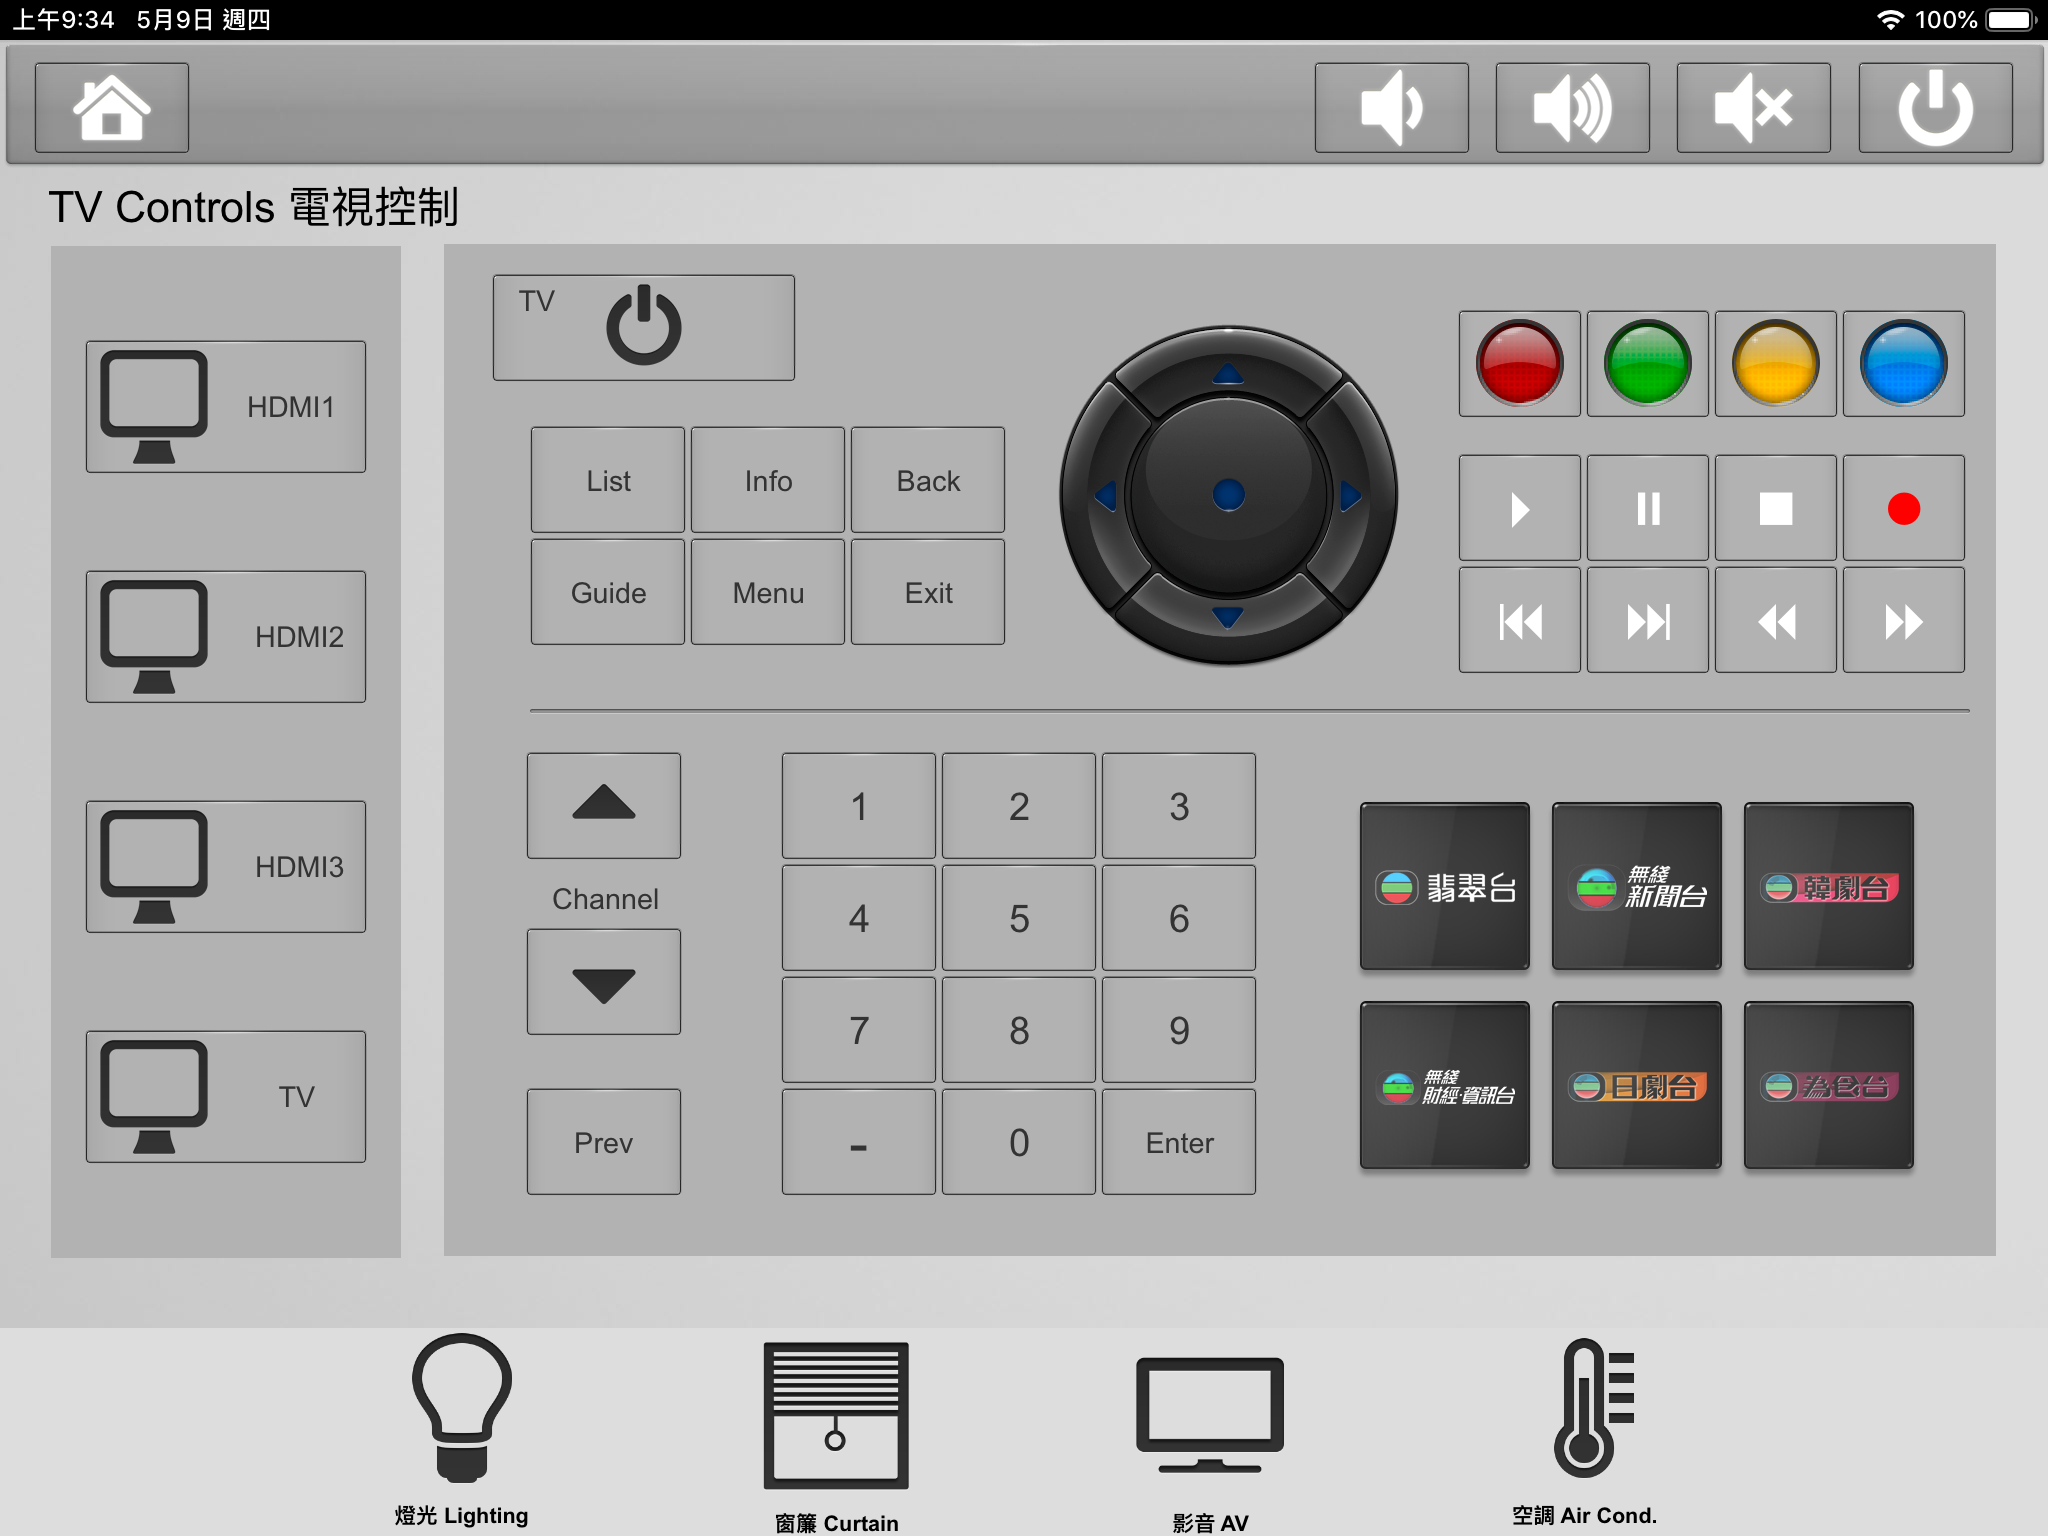 上午9:34 5月9日 週四
100%
TV Controls 電視控制
HDMI1
HDMI2
HDMI3
TV
TV
List
Info
Back
Guide
Menu
Exit
Channel
Prev
1
2
3
4
5
6
7
8
9
-
0
Enter
翡翠台
無綫
新聞台
韓劇台
無綫
財經·資訊台
日劇台
為食台
燈光 Lighting
窗簾 Curtain
影音 AV
空調 Air Cond.